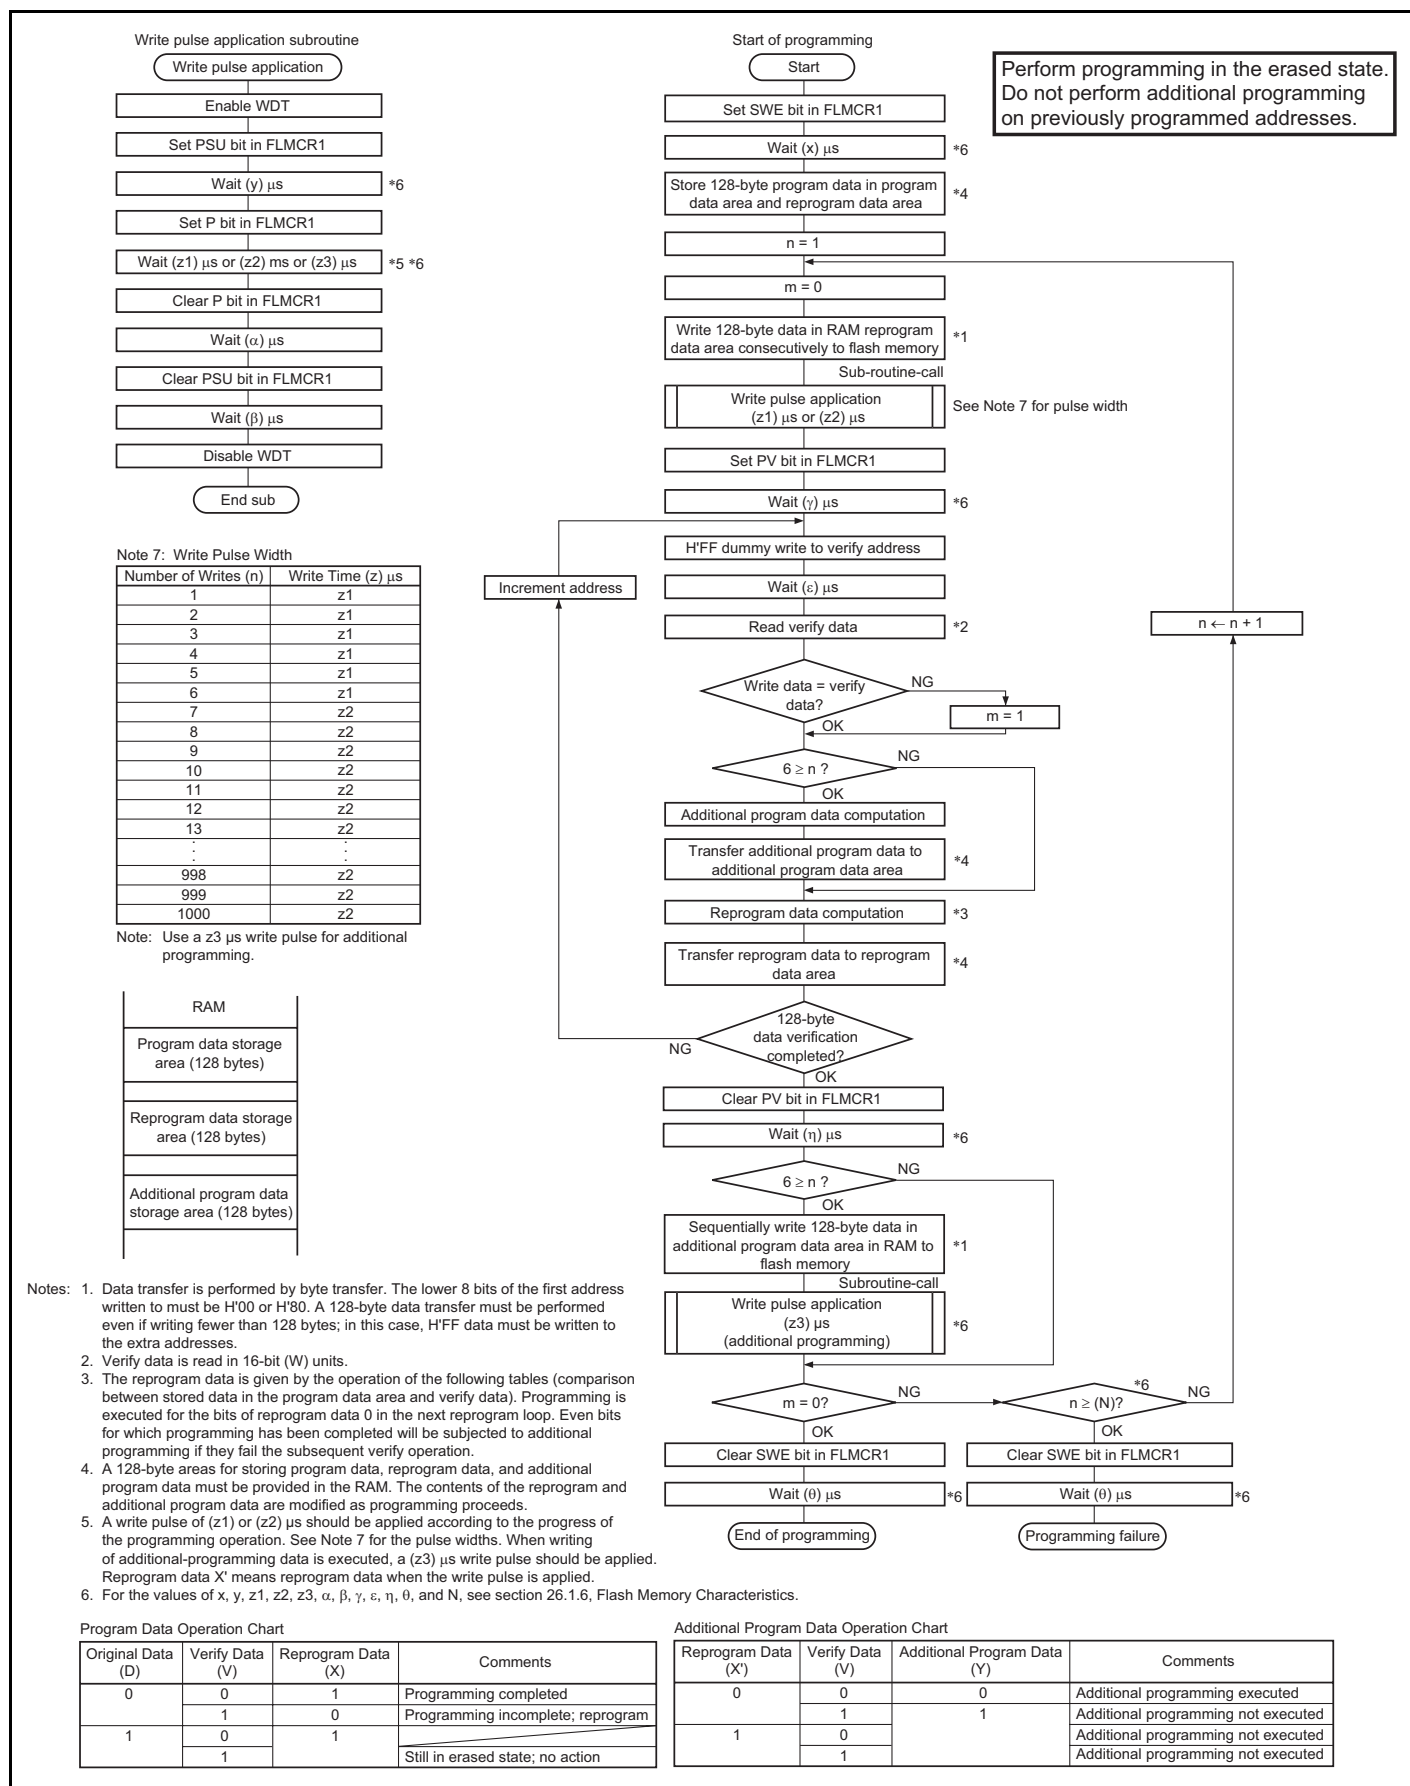 Write pulse application subroutine
Write pulse application
Enable WDT
Set PSU bit in FLMCR1
Wait (y) μs
*6
Set P bit in FLMCR1
Wait (z1) μs or (z2) ms or (z3) μs
*5 *6
Clear P bit in FLMCR1
Wait (α) μs
Clear PSU bit in FLMCR1
Wait (β) μs
Disable WDT
End sub
Note 7: Write Pulse Width
Number of Writes (n) Write Time (z) μs
1 z1
2 z1
3 z1
4 z1
5 z1
6 z1
7 z2
8 z2
9 z2
10 z2
11 z2
12 z2
13 z2
⋮ ⋮
998 z2
999 z2
1000 z2
Note: Use a z3 μs write pulse for additional
programming.
RAM
Program data storage
area (128 bytes)
Reprogram data storage
area (128 bytes)
Additional program data
storage area (128 bytes)
Start of programming
Start
Perform programming in the erased state.
Do not perform additional programming
on previously programmed addresses.
Set SWE bit in FLMCR1
Wait (x) μs
*6
Store 128-byte program data in program
data area and reprogram data area
*4
n = 1
m = 0
Write 128-byte data in RAM reprogram
data area consecutively to flash memory
*1
Sub-routine-call
Write pulse application
(z1) μs or (z2) μs
See Note 7 for pulse width
Set PV bit in FLMCR1
Wait (γ) μs
*6
H'FF dummy write to verify address
Increment address
Wait (ε) μs
Read verify data
*2
n ← n + 1
Write data = verify
data?
NG
m = 1
OK
6 ≥ n ?
NG
OK
Additional program data computation
Transfer additional program data to
additional program data area
*4
Reprogram data computation
*3
Transfer reprogram data to reprogram
data area
*4
128-byte
data verification
completed?
NG
OK
Clear PV bit in FLMCR1
Wait (η) μs
*6
6 ≥ n ?
NG
OK
Sequentially write 128-byte data in
additional program data area in RAM to
flash memory
*1
Subroutine-call
Write pulse application
(z3) μs
(additional programming)
*6
m = 0?
NG
n ≥ (N)?
*6
NG
OK
OK
Clear SWE bit in FLMCR1
Clear SWE bit in FLMCR1
Wait (θ) μs
*6
Wait (θ) μs
*6
End of programming
Programming failure
Notes: 1. Data transfer is performed by byte transfer. The lower 8 bits of the first address
written to must be H'00 or H'80. A 128-byte data transfer must be performed
even if writing fewer than 128 bytes; in this case, H'FF data must be written to
the extra addresses.
2. Verify data is read in 16-bit (W) units.
3. The reprogram data is given by the operation of the following tables (comparison
between stored data in the program data area and verify data). Programming is
executed for the bits of reprogram data 0 in the next reprogram loop. Even bits
for which programming has been completed will be subjected to additional
programming if they fail the subsequent verify operation.
4. A 128-byte areas for storing program data, reprogram data, and additional
program data must be provided in the RAM. The contents of the reprogram and
additional program data are modified as programming proceeds.
5. A write pulse of (z1) or (z2) μs should be applied according to the progress of
the programming operation. See Note 7 for the pulse widths. When writing
of additional-programming data is executed, a (z3) μs write pulse should be applied.
Reprogram data X' means reprogram data when the write pulse is applied.
6. For the values of x, y, z1, z2, z3, α, β, γ, ε, η, θ, and N, see section 26.1.6, Flash Memory Characteristics.
Program Data Operation Chart
Original Data
(D)
Verify Data
(V)
Reprogram Data
(X)
Comments
0 0 1 Programming completed
1 0 Programming incomplete; reprogram
1 0 1
1 Still in erased state; no action
Additional Program Data Operation Chart
Reprogram Data
(X')
Verify Data
(V)
Additional Program Data
(Y)
Comments
0 0 0 Additional programming executed
1 1 Additional programming not executed
1 0 Additional programming not executed
1 Additional programming not executed